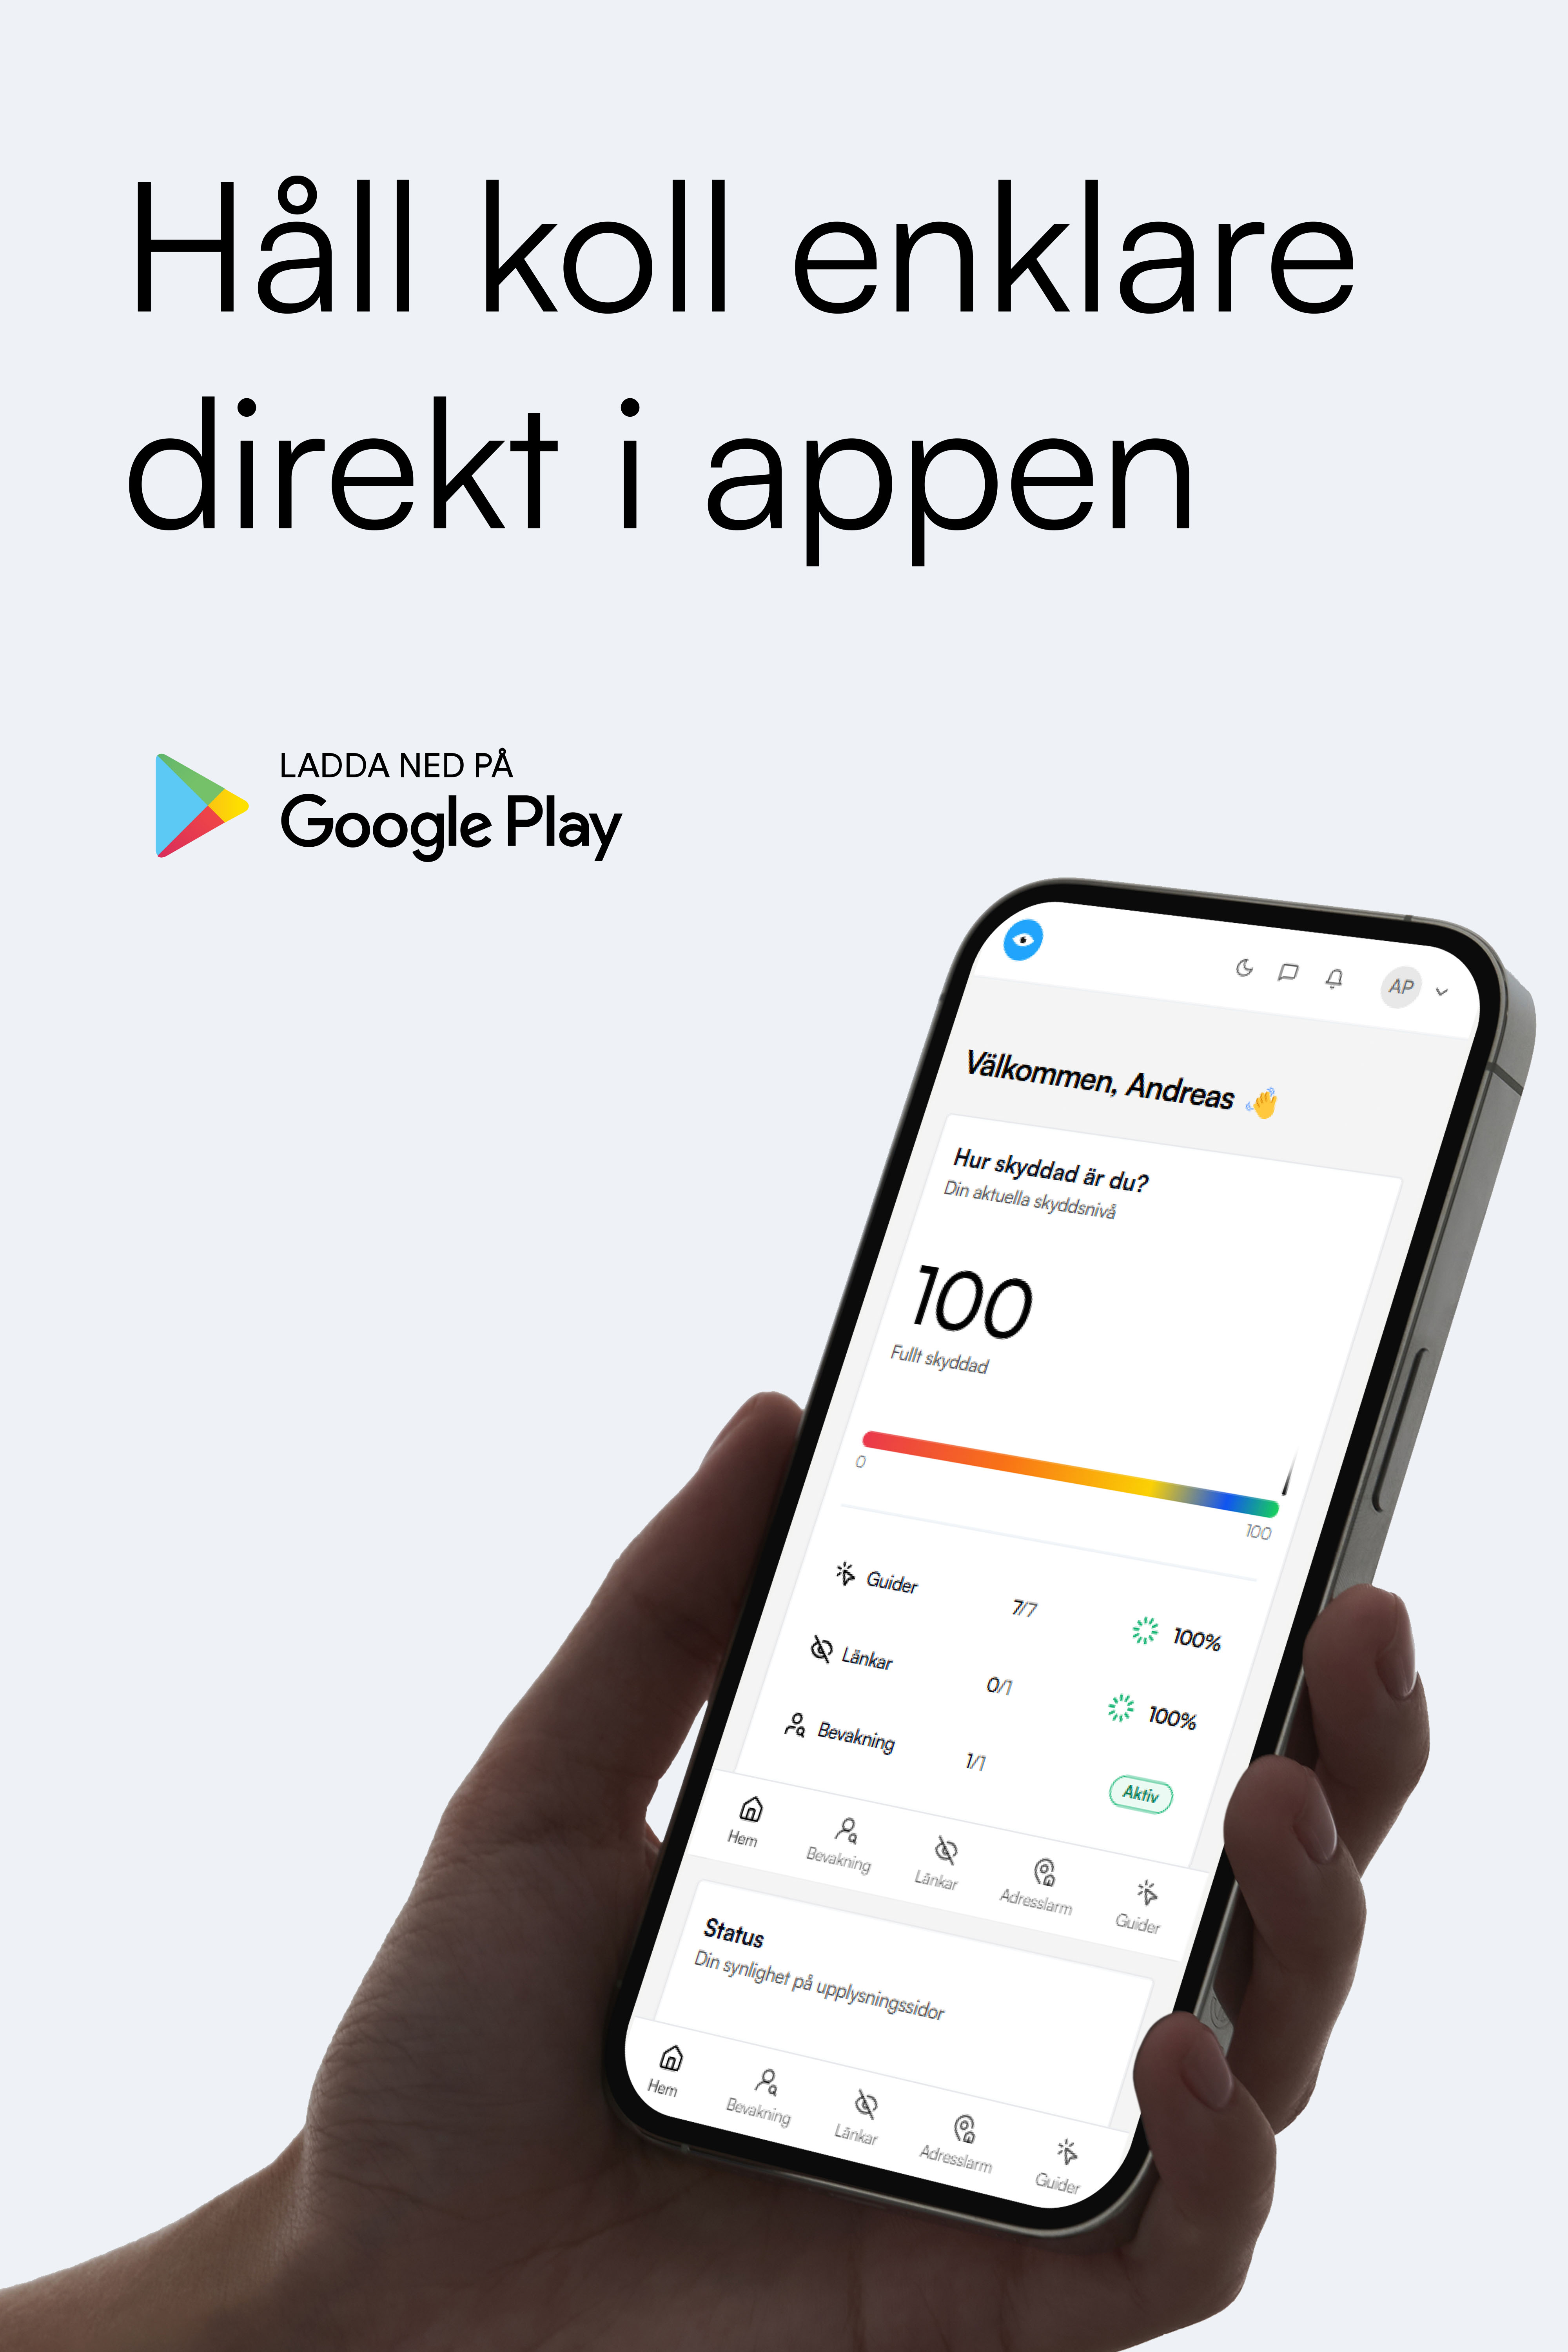 Håll koll enklare
direkt i appen
LADDA NED PÅ
Google Play
AP
Välkommen, Andreas 👋
Hur skyddad är du?
Din aktuella skyddsnivå
100
Fullt skyddad
0
100
Guider 7/7 100%
Länkar 0/1 100%
Bevakning 1/1 Aktiv
Hem Bevakning Länkar Adresslarm Guider
Status
Din synlighet på upplysningssidor
Hem Bevakning Länkar Adresslarm Guider